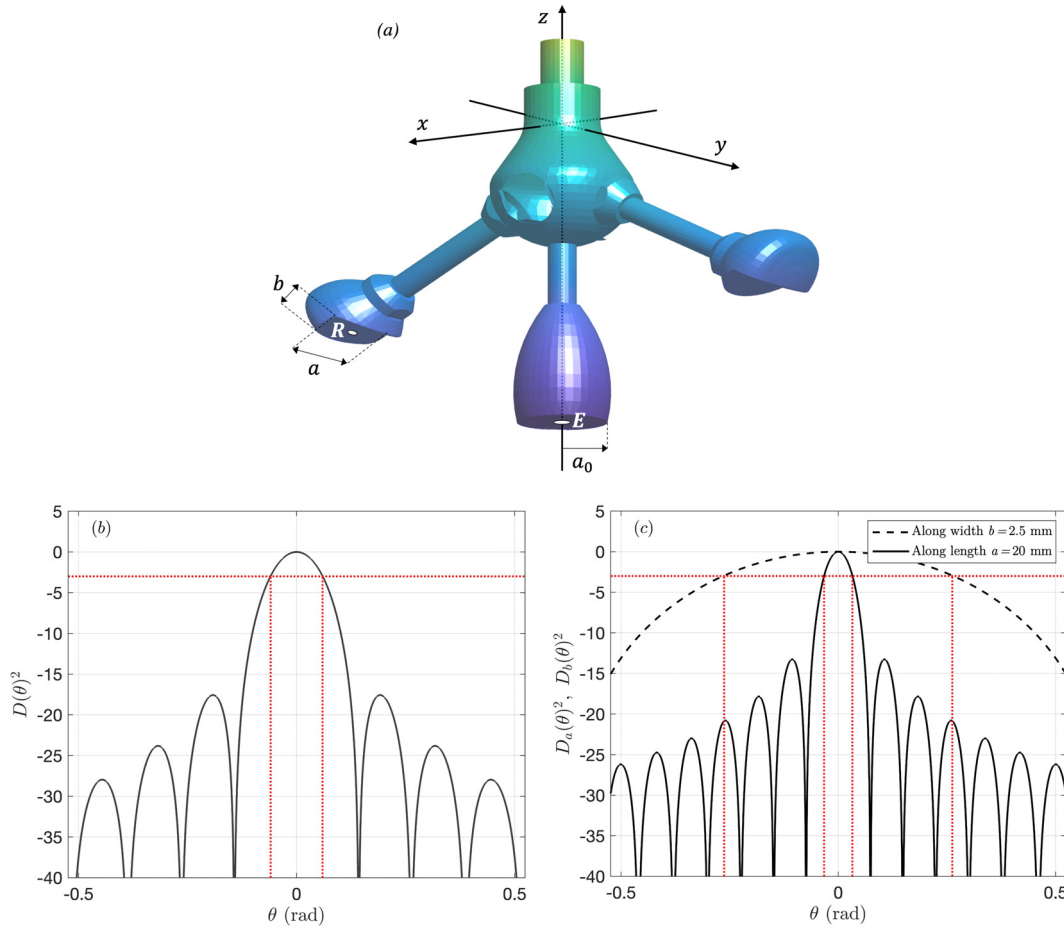 (a)
z
x
y
b
R
a
E
a₀
(b)
5
0
-5
-10
-15
-20
-25
-30
-35
-40
D(θ)²
-0.5
0
0.5
θ (rad)
(c)
Along width b = 2.5 mm
Along length a = 20 mm
5
0
-5
-10
-15
-20
-25
-30
-35
-40
D_a(θ)², D_b(θ)²
-0.5
0
0.5
θ (rad)